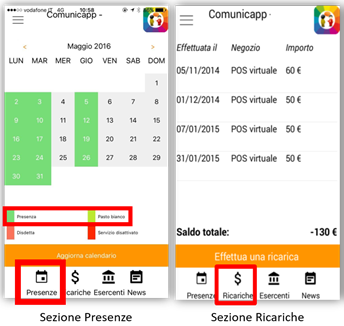 vodafone IT 4G 10:58
Comunicapp -
< Maggio 2016 >
LUN MAR MER GIO VEN SAB DOM
1
2 3 4 5 6 7 8
9 10 11 12 13 14 15
16 17 18 19 20 21 22
23 24 25 26 27 28 29
30 31
Presenza Pasto bianco
Disdetta Servizio disattivato
Aggiorna calendario
Presenze Ricariche Esercenti News
Sezione Presenze
Comunicapp -
Effettuata il Negozio Importo
05/11/2014 POS virtuale 60 €
01/12/2014 POS virtuale 50 €
07/01/2015 POS virtuale 50 €
31/01/2015 POS virtuale 50 €
Saldo totale: -130 €
Effettua una ricarica
Presenze Ricariche Esercenti News
Sezione Ricariche